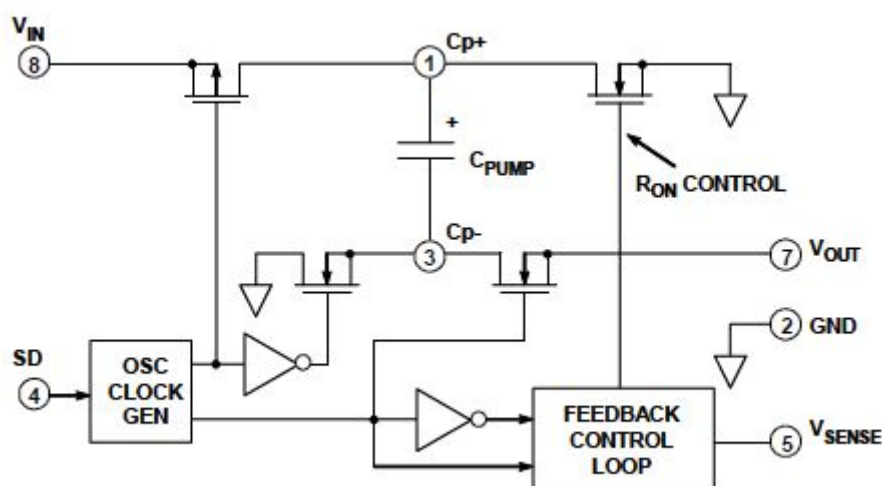 VIN
8
Cp+
1
+
CPUMP
RON CONTROL
Cp-
3
7
VOUT
2
GND
SD
4
OSC
CLOCK
GEN
FEEDBACK
CONTROL
LOOP
5
VSENSE